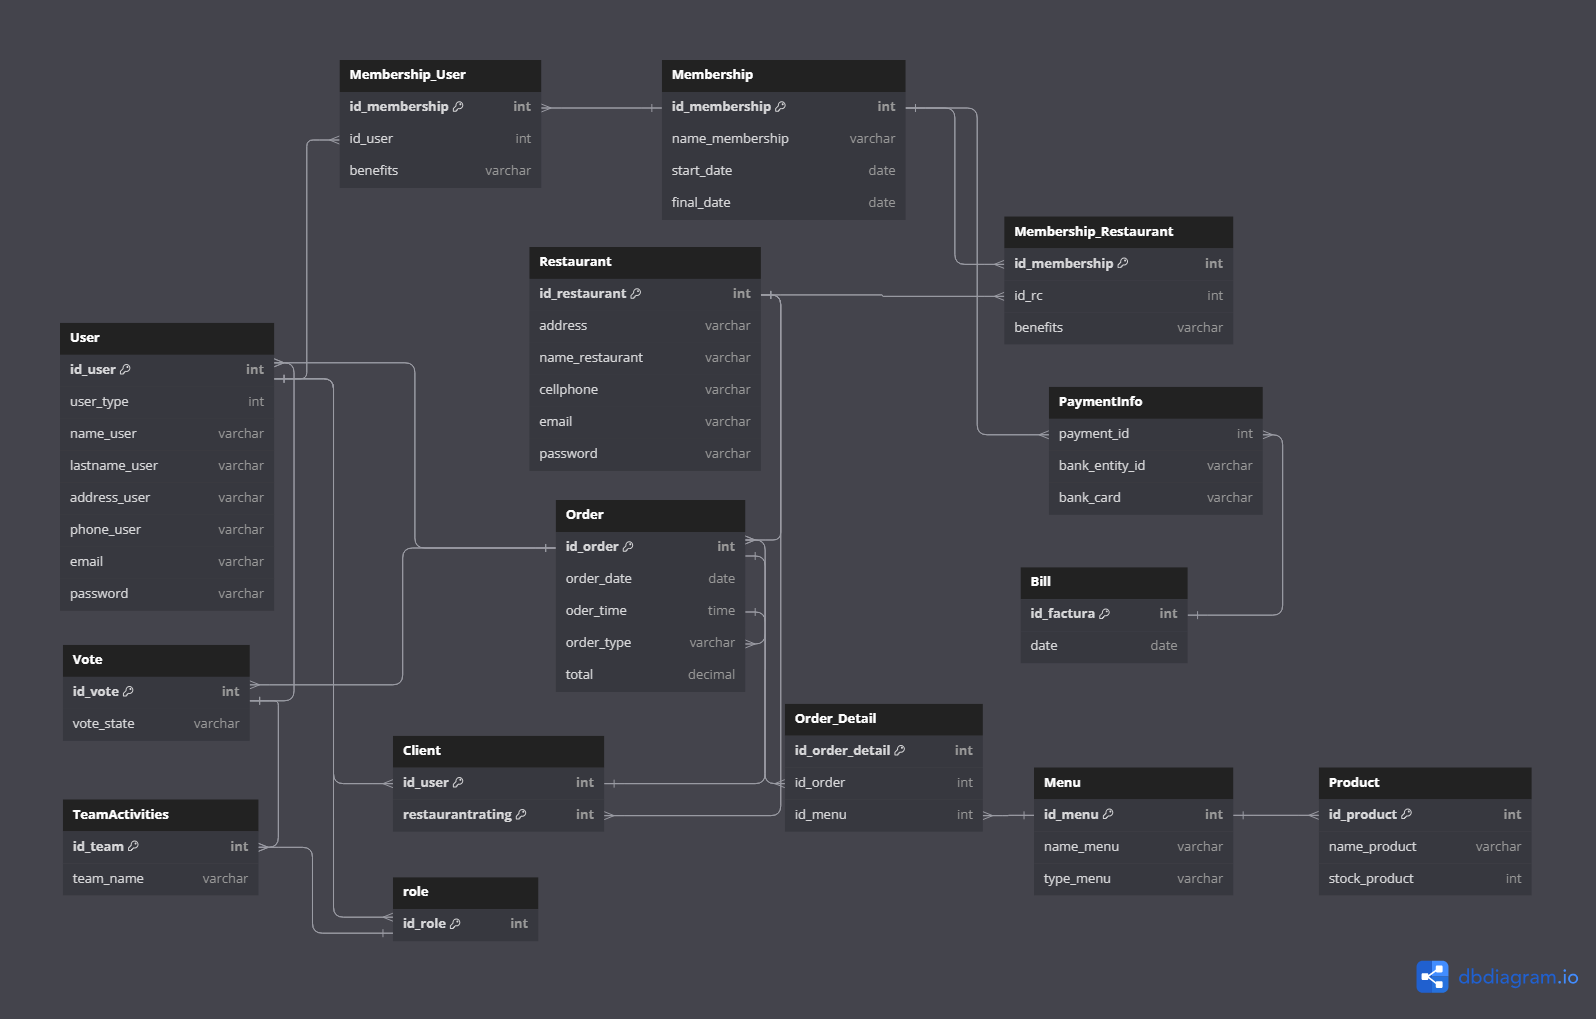 Membership_User
id_membership int
id_user int
benefits varchar
Membership
id_membership int
name_membership varchar
start_date date
final_date date
Membership_Restaurant
id_membership int
id_rc int
benefits varchar
Restaurant
id_restaurant int
address varchar
name_restaurant varchar
cellphone varchar
email varchar
password varchar
User
id_user int
user_type int
name_user varchar
lastname_user varchar
address_user varchar
phone_user varchar
email varchar
password varchar
PaymentInfo
payment_id int
bank_entity_id varchar
bank_card varchar
Order
id_order int
order_date date
oder_time time
order_type varchar
total decimal
Bill
id_factura int
date date
Vote
id_vote int
vote_state varchar
Client
id_user int
restaurantrating int
Order_Detail
id_order_detail int
id_order int
id_menu int
Menu
id_menu int
name_menu varchar
type_menu varchar
Product
id_product int
name_product varchar
stock_product int
TeamActivities
id_team int
team_name varchar
role
id_role int
dbdiagram.io